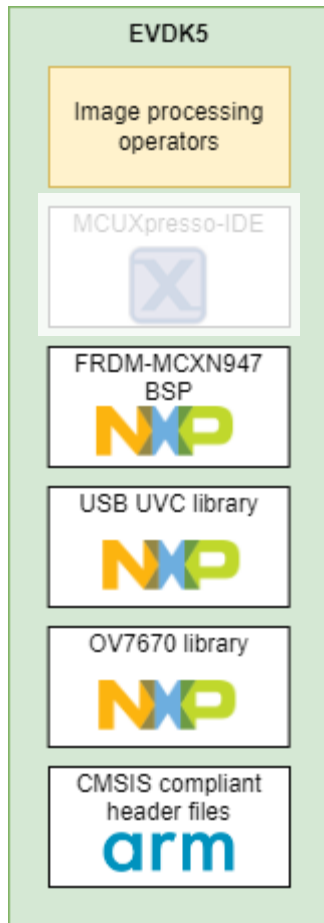 EVDK5
Image processing
operators
MCUXpresso-IDE
X
FRDM-MCXN947
BSP
NXP
USB UVC library
NXP
OV7670 library
NXP
CMSIS compliant
header files
arm